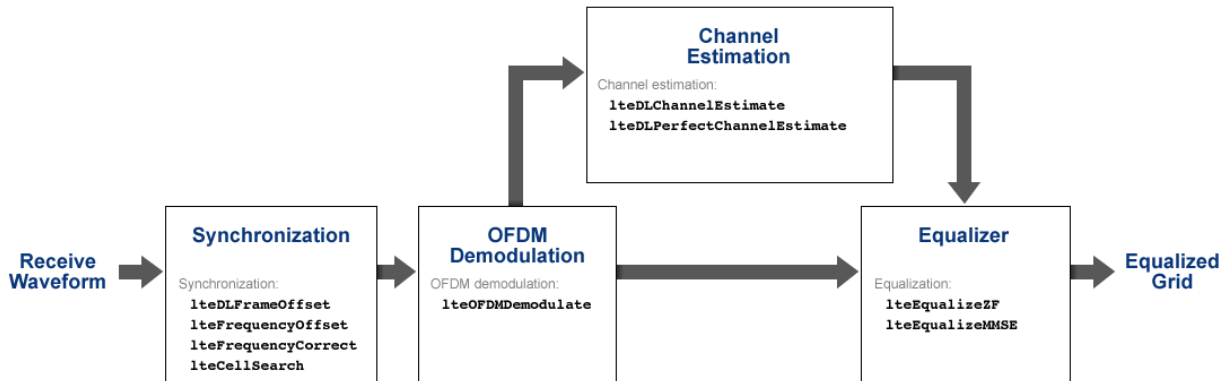 Channel
Estimation
Channel estimation:
lteDLChannelEstimate
lteDLPerfectChannelEstimate
Receive
Waveform
Synchronization
Synchronization:
lteDLFrameOffset
lteFrequencyOffset
lteFrequencyCorrect
lteCellSearch
OFDM
Demodulation
OFDM demodulation:
lteOFDMDemodulate
Equalizer
Equalization:
lteEqualizeZF
lteEqualizeMMSE
Equalized
Grid